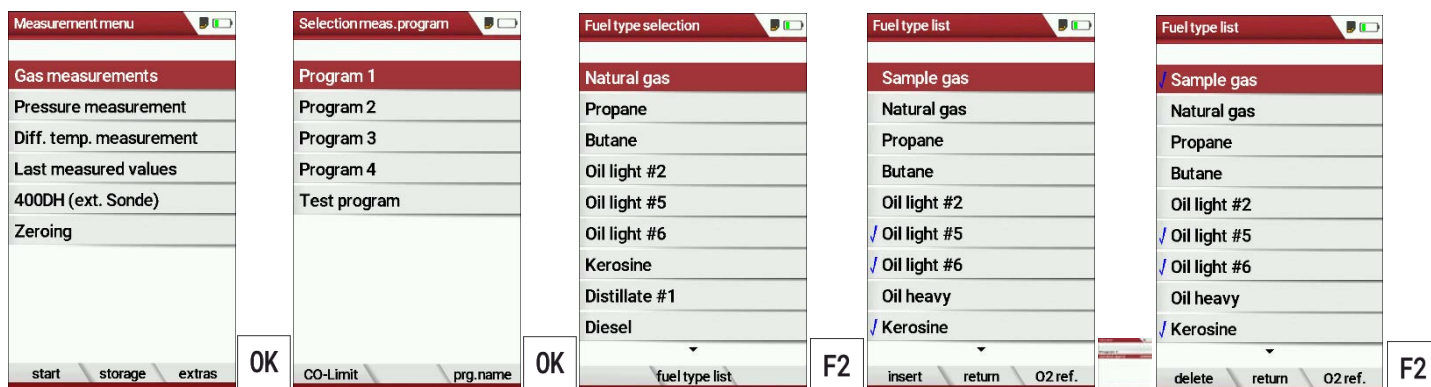 Measurement menu
Gas measurements
Pressure measurement
Diff. temp. measurement
Last measured values
400DH (ext. Sonde)
Zeroing
start storage extras
OK
Selection meas.program
Program 1
Program 2
Program 3
Program 4
Test program
CO-Limit prg.name
OK
Fuel type selection
Natural gas
Propane
Butane
Oil light #2
Oil light #5
Oil light #6
Kerosine
Distillate #1
Diesel
fuel type list
F2
Fuel type list
Sample gas
Natural gas
Propane
Butane
Oil light #2
Oil light #5
Oil light #6
Oil heavy
Kerosine
insert return O2 ref.
Fuel type list
Sample gas
Natural gas
Propane
Butane
Oil light #2
Oil light #5
Oil light #6
Oil heavy
Kerosine
delete return O2 ref.
F2